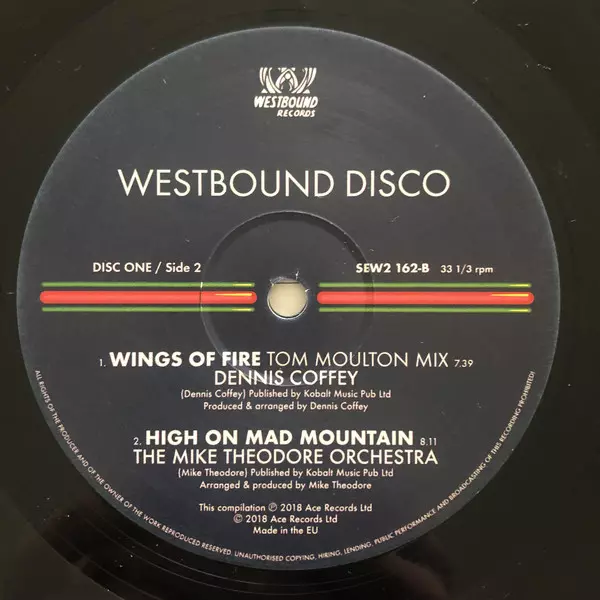 WESTBOUND
RECORDS
WESTBOUND DISCO
DISC ONE / Side 2
SEW2 162-B 33 1/3 rpm
1. WINGS OF FIRE TOM MOULTON MIX 7.39
DENNIS COFFEY
(Dennis Coffey) Published by Kobalt Music Pub Ltd
Produced & arranged by Dennis Coffey
2. HIGH ON MAD MOUNTAIN 8.11
THE MIKE THEODORE ORCHESTRA
(Mike Theodore) Published by Kobalt Music Pub Ltd
Arranged & produced by Mike Theodore
This compilation ℗ 2018 Ace Records Ltd
© 2018 Ace Records Ltd
Made in the EU
ALL RIGHTS OF THE PRODUCER AND OF THE OWNER OF THE WORK REPRODUCED RESERVED. UNAUTHORISED COPYING, HIRING, LENDING, PUBLIC PERFORMANCE AND BROADCASTING OF THIS RECORDING PROHIBITED!